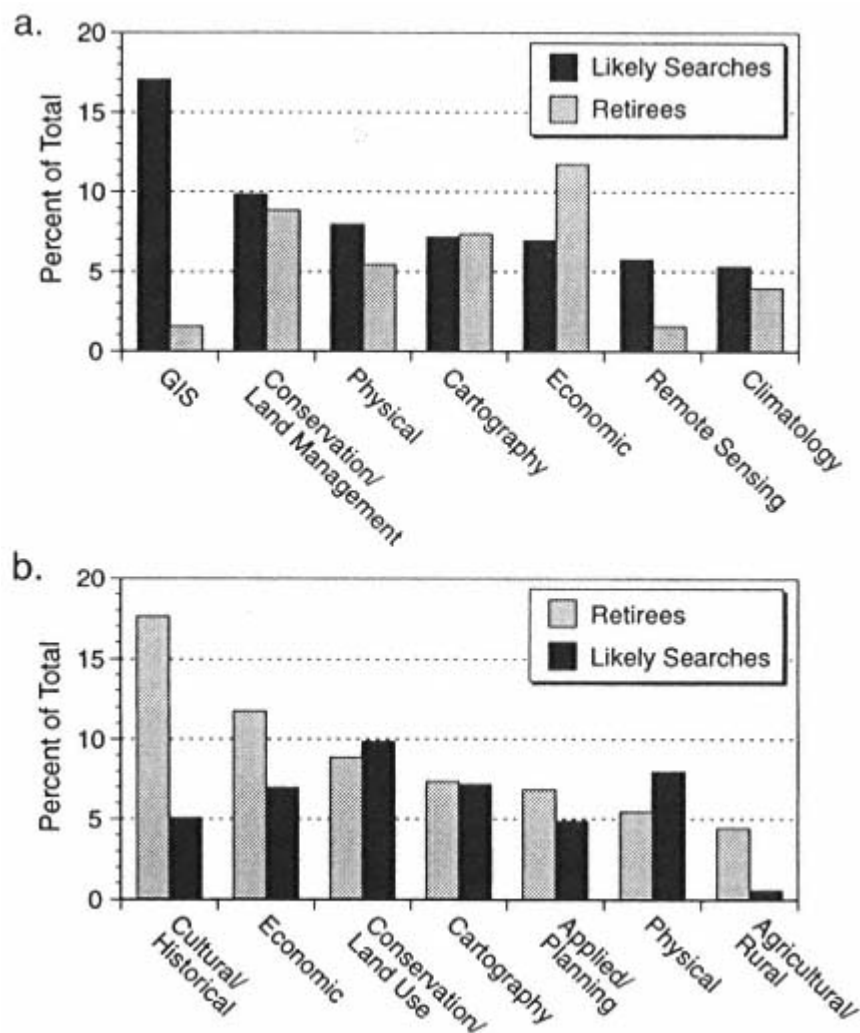 a.
20
15
10
5
0
Percent of Total
Likely Searches
Retirees
GIS
Conservation/
Land Management
Physical
Cartography
Economic
Remote Sensing
Climatology
b.
20
15
10
5
0
Percent of Total
Retirees
Likely Searches
Cultural/
Historical
Economic
Conservation/
Land Use
Cartography
Applied/
Planning
Physical
Agricultural/
Rural